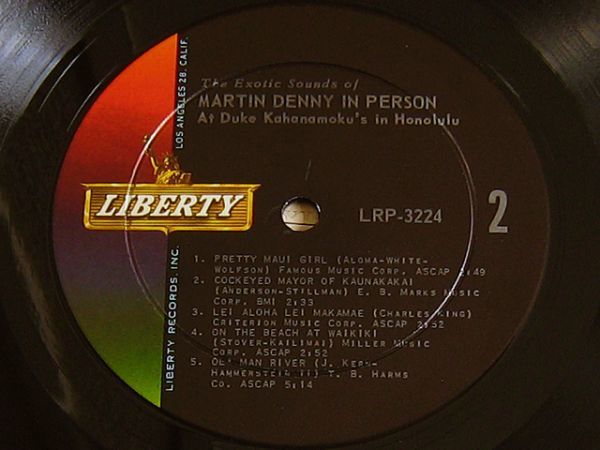 The Exotic Sounds of
MARTIN DENNY IN PERSON
At Duke Kahanamoku's in Honolulu
LOS ANGELES 28, CALIF.
LIBERTY
LRP-3224
2
LIBERTY RECORDS, INC.
1. PRETTY MAUI GIRL (ALOMA-WHITE-
WOLFSON) FAMOUS MUSIC CORP. ASCAP 2:49
2. COCKEYED MAYOR OF KAUNAKAKAI
(ANDERSON-STILLMAN) E. B. MARKS MUSIC
CORP. BMI 2:33
3. LEI ALOHA LEI MAKAMAE (CHARLES KING)
CRITERION MUSIC CORP. ASCAP 2:52
4. ON THE BEACH AT WAIKIKI
(STOVER-KAILIMAI) MILLER MUSIC
CORP. ASCAP 2:52
5. OL' MAN RIVER (J. KERN-
HAMMERSTEIN II) T. B. HARMS
CO. ASCAP 5:14